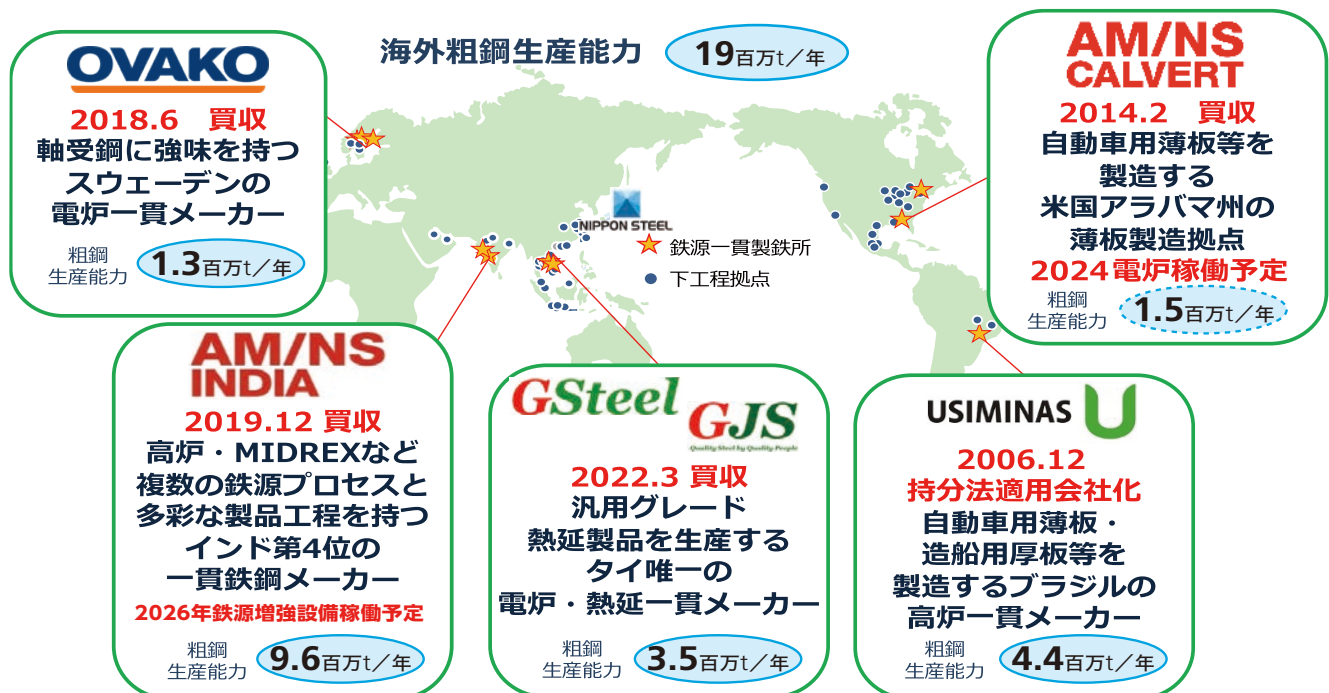 海外粗鋼生産能力 19百万t／年
OVAKO
2018.6 買収
軸受鋼に強味を持つ
スウェーデンの
電炉一貫メーカー
粗鋼
生産能力
1.3百万t／年
AM/NS
CALVERT
2014.2 買収
自動車用薄板等を
製造する
米国アラバマ州の
薄板製造拠点
2024電炉稼働予定
粗鋼
生産能力
1.5百万t／年
NIPPON STEEL
鉄源一貫製鉄所
下工程拠点
AM/NS
INDIA
2019.12 買収
高炉・MIDREXなど
複数の鉄源プロセスと
多彩な製品工程を持つ
インド第4位の
一貫鉄鋼メーカー
2026年鉄源増強設備稼働予定
粗鋼
生産能力
9.6百万t／年
GSteel
GJS
Quality Steel by Quality People
2022.3 買収
汎用グレード
熱延製品を生産する
タイ唯一の
電炉・熱延一貫メーカー
粗鋼
生産能力
3.5百万t／年
USIMINAS U
2006.12
持分法適用会社化
自動車用薄板・
造船用厚板等を
製造するブラジルの
高炉一貫メーカー
粗鋼
生産能力
4.4百万t／年